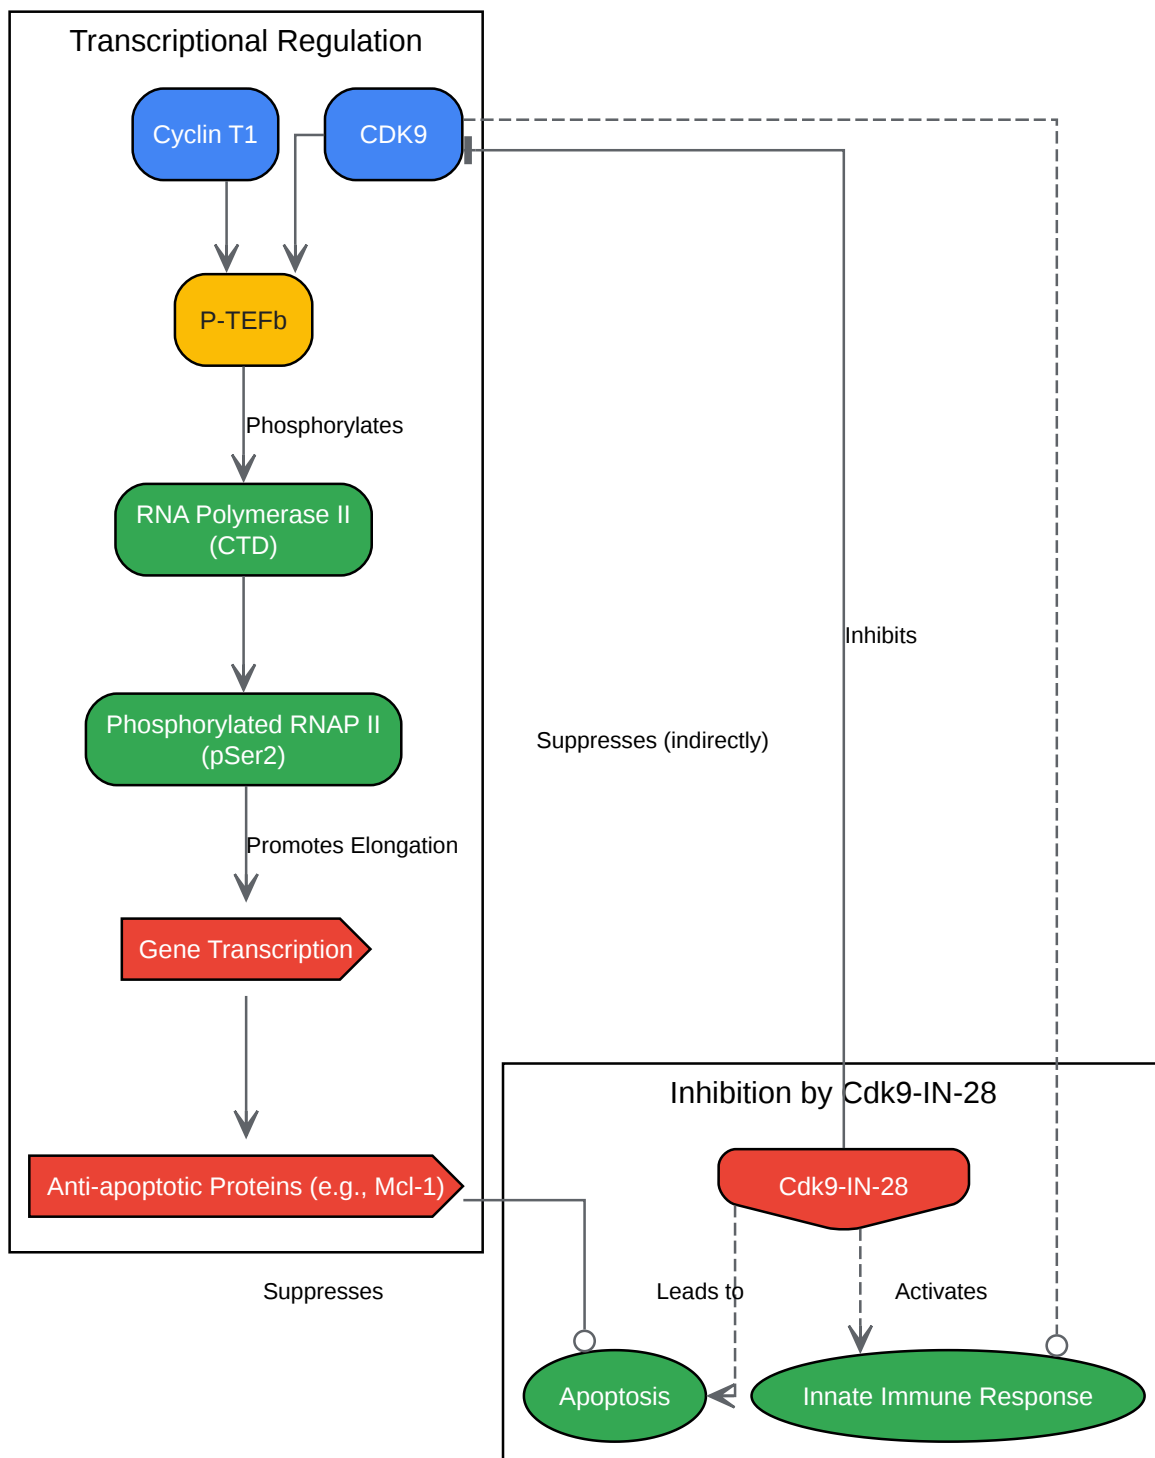 Transcriptional Regulation
Cyclin T1
CDK9
P-TEFb
Phosphorylates
RNA Polymerase II
(CTD)
Inhibits
Phosphorylated RNAP II
(pSer2)
Suppresses (indirectly)
Promotes Elongation
Gene Transcription
Inhibition by Cdk9-IN-28
Anti-apoptotic Proteins (e.g., Mcl-1)
Cdk9-IN-28
Suppresses
Leads to
Activates
Apoptosis
Innate Immune Response